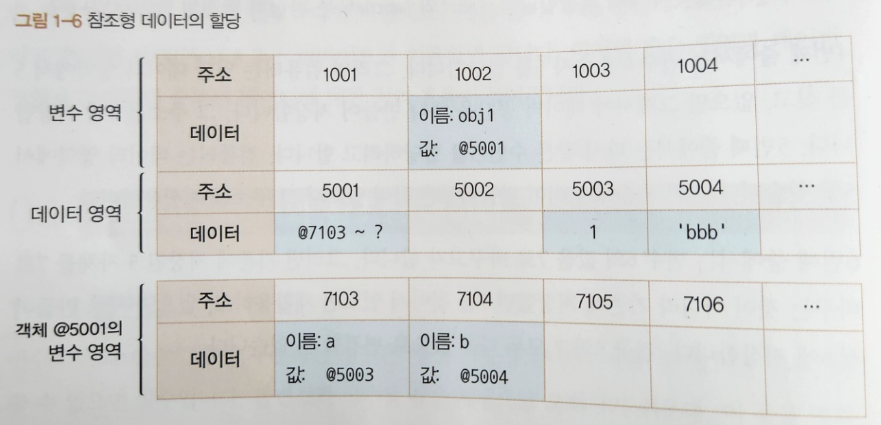 그림 1-6 참조형 데이터의 할당
변수 영역
주소 1001 1002 1003 1004 ...
데이터 이름: obj1
값: @5001
데이터 영역
주소 5001 5002 5003 5004 ...
데이터 @7103 ~ ? 1 'bbb'
객체 @5001의
변수 영역
주소 7103 7104 7105 7106 ...
데이터 이름: a 이름: b
값: @5003 값: @5004